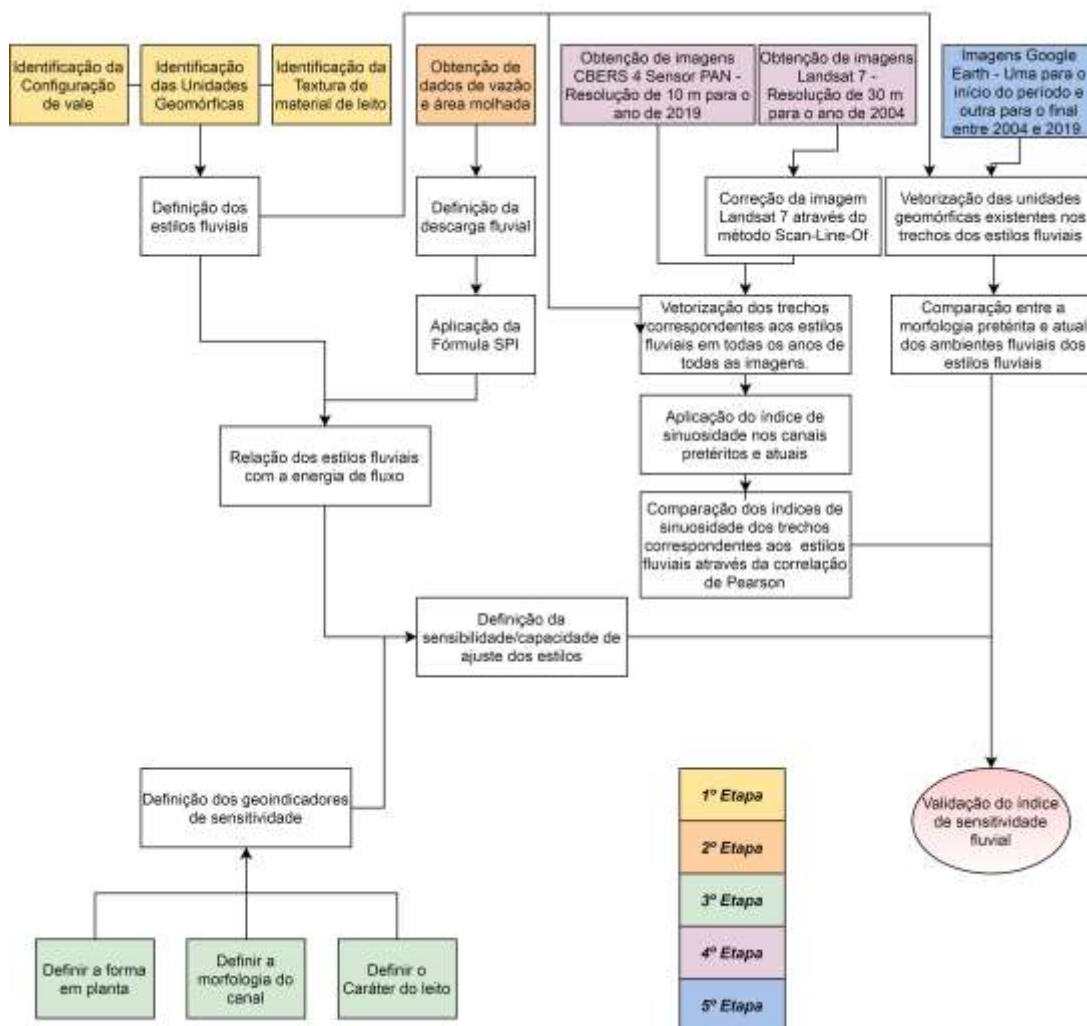 Identificação da
Configuração
de vale
Identificação
das Unidades
Geomórficas
Identificação da
Textura de
material de leito
Obtenção de
dados de vazão
e área molhada
Obtenção de imagens
CBERS 4 Sensor PAN -
Resolução de 10 m para o
ano de 2019
Obtenção de imagens
Landsat 7 -
Resolução de 30 m
para o ano de 2004
Imagens Google
Earth - Uma para o
início do período e
outra para o final
entre 2004 e 2019.
Definição dos
estilos fluviais
Definição da
descarga fluvial
Correção da imagem
Landsat 7 através do
método Scan-Line-Of
Vetorização das unidades
geomórficas existentes nos
trechos dos estilos fluviais
Aplicação da
Fórmula SPI
Vetorização dos trechos
correspondentes aos estilos
fluviais em todas os anos de
todas as imagens.
Comparação entre a
morfologia pretérita e atual
dos ambientes fluviais dos
estilos fluviais
Relação dos estilos fluviais
com a energia de fluxo
Aplicação do índice de
sinuosidade nos canais
pretéritos e atuais
Comparação dos índices de
sinuosidade dos trechos
correspondentes aos estilos
fluviais através da correlação
de Pearson
Definição da
sensibilidade/capacidade de
ajuste dos estilos
Definição dos geoindicadores
de sensitividade
Validação do índice
de sensitividade
fluvial
Definir a forma
em planta
Definir a
morfologia do
canal
Definir o
Caráter do leito
1º Etapa
2º Etapa
3º Etapa
4º Etapa
5º Etapa